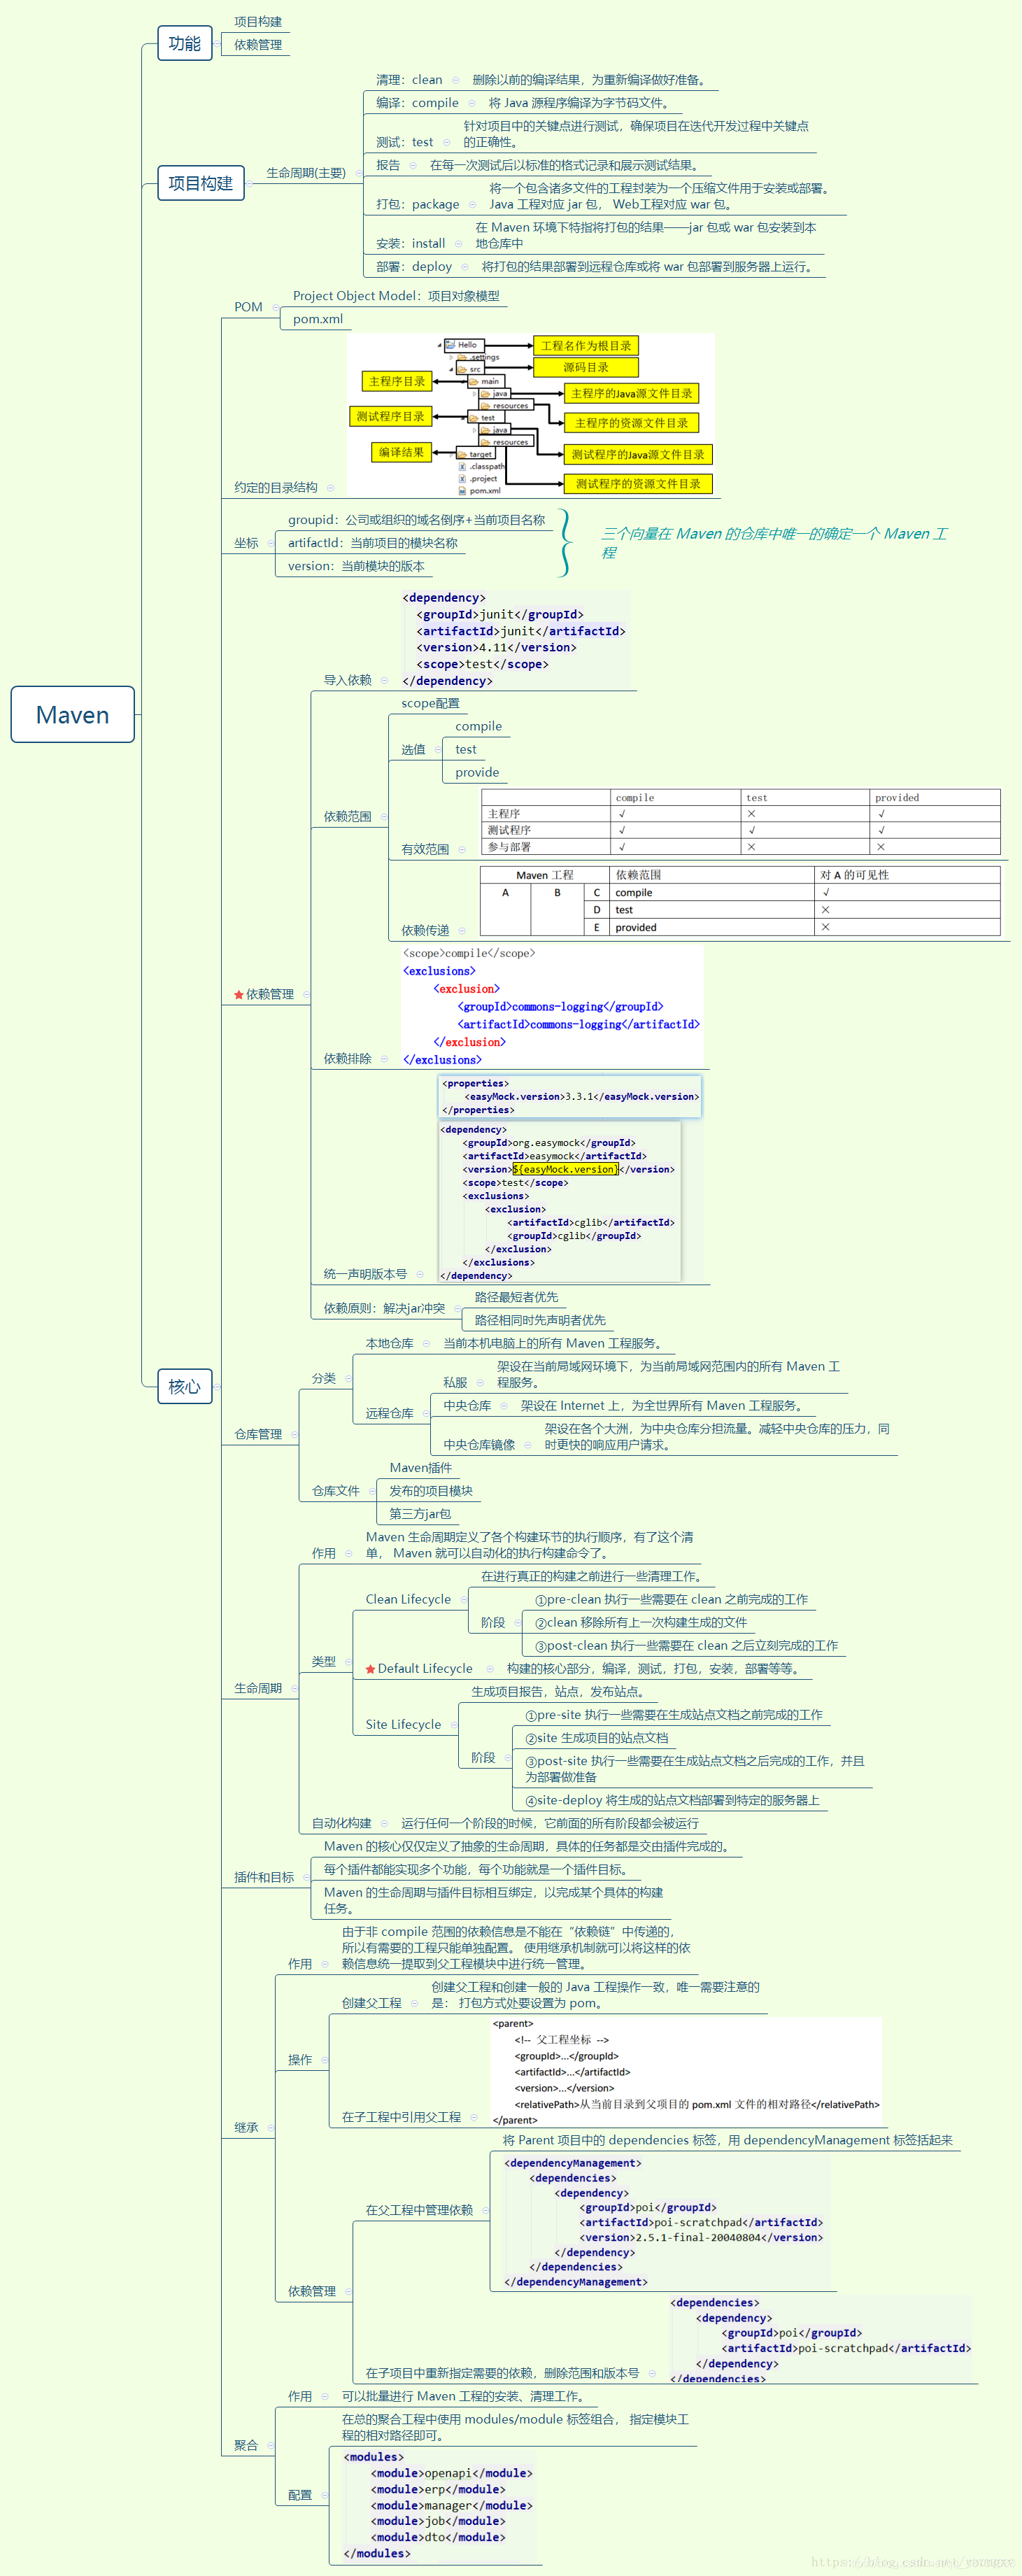 Maven
功能
项目构建
依赖管理
项目构建
生命周期(主要)
清理：clean
删除以前的编译结果，为重新编译做好准备。
编译：compile
将 Java 源程序编译为字节码文件。
测试：test
针对项目中的关键点进行测试，确保项目在迭代开发过程中关键点
的正确性。
报告
在每一次测试后以标准的格式记录和展示测试结果。
打包：package
将一个包含诸多文件的工程封装为一个压缩文件用于安装或部署。
Java 工程对应 jar 包， Web工程对应 war 包。
安装：install
在 Maven 环境下特指将打包的结果——jar 包或 war 包安装到本
地仓库中
部署：deploy
将打包的结果部署到远程仓库或将 war 包部署到服务器上运行。
核心
POM
Project Object Model：项目对象模型
pom.xml
约定的目录结构
Hello
工程名作为根目录
.settings
src
源码目录
主程序目录
main
java
主程序的Java源文件目录
resources
主程序的资源文件目录
测试程序目录
test
java
测试程序的Java源文件目录
resources
测试程序的资源文件目录
编译结果
target
.classpath
.project
pom.xml
坐标
groupid：公司或组织的域名倒序+当前项目名称
artifactId：当前项目的模块名称
version：当前模块的版本
三个向量在 Maven 的仓库中唯一的确定一个 Maven 工
程
依赖管理
导入依赖
<dependency>
<groupId>junit</groupId>
<artifactId>junit</artifactId>
<version>4.11</version>
<scope>test</scope>
</dependency>
依赖范围
scope配置
选值
compile
test
provide
有效范围
compile test provided
主程序 √ × √
测试程序 √ √ √
参与部署 √ × ×
依赖传递
Maven 工程 依赖范围 对 A 的可见性
A B C compile √
D test ×
E provided ×
依赖排除
<scope>compile</scope>
<exclusions>
<exclusion>
<groupId>commons-logging</groupId>
<artifactId>commons-logging</artifactId>
</exclusion>
</exclusions>
统一声明版本号
<properties>
<easyMock.version>3.3.1</easyMock.version>
</properties>
<dependency>
<groupId>org.easymock</groupId>
<artifactId>easymock</artifactId>
<version>${easyMock.version}</version>
<scope>test</scope>
<exclusions>
<exclusion>
<artifactId>cglib</artifactId>
<groupId>cglib</groupId>
</exclusion>
</exclusions>
</dependency>
依赖原则：解决jar冲突
路径最短者优先
路径相同时先声明者优先
仓库管理
分类
本地仓库
当前本机电脑上的所有 Maven 工程服务。
远程仓库
私服
架设在当前局域网环境下，为当前局域网范围内的所有 Maven 工
程服务。
中央仓库
架设在 Internet 上，为全世界所有 Maven 工程服务。
中央仓库镜像
架设在各个大洲，为中央仓库分担流量。减轻中央仓库的压力，同
时更快的响应用户请求。
仓库文件
Maven插件
发布的项目模块
第三方jar包
生命周期
作用
Maven 生命周期定义了各个构建环节的执行顺序，有了这个清
单， Maven 就可以自动化的执行构建命令了。
类型
Clean Lifecycle
在进行真正的构建之前进行一些清理工作。
阶段
①pre-clean 执行一些需要在 clean 之前完成的工作
②clean 移除所有上一次构建生成的文件
③post-clean 执行一些需要在 clean 之后立刻完成的工作
Default Lifecycle
构建的核心部分，编译，测试，打包，安装，部署等等。
Site Lifecycle
生成项目报告，站点，发布站点。
阶段
①pre-site 执行一些需要在生成站点文档之前完成的工作
②site 生成项目的站点文档
③post-site 执行一些需要在生成站点文档之后完成的工作，并且
为部署做准备
④site-deploy 将生成的站点文档部署到特定的服务器上
自动化构建
运行任何一个阶段的时候，它前面的所有阶段都会被运行
插件和目标
Maven 的核心仅仅定义了抽象的生命周期，具体的任务都是交由插件完成的。
每个插件都能实现多个功能，每个功能就是一个插件目标。
Maven 的生命周期与插件目标相互绑定，以完成某个具体的构建
任务。
继承
作用
由于非 compile 范围的依赖信息是不能在“依赖链”中传递的，
所以有需要的工程只能单独配置。 使用继承机制就可以将这样的依
赖信息统一提取到父工程模块中进行统一管理。
操作
创建父工程
创建父工程和创建一般的 Java 工程操作一致，唯一需要注意的
是： 打包方式处要设置为 pom。
在子工程中引用父工程
<parent>
<!-- 父工程坐标 -->
<groupId>...</groupId>
<artifactId>...</artifactId>
<version>...</version>
<relativePath>从当前目录到父项目的 pom.xml 文件的相对路径</relativePath>
</parent>
依赖管理
在父工程中管理依赖
将 Parent 项目中的 dependencies 标签，用 dependencyManagement 标签括起来
<dependencyManagement>
<dependencies>
<dependency>
<groupId>poi</groupId>
<artifactId>poi-scratchpad</artifactId>
<version>2.5.1-final-20040804</version>
</dependency>
</dependencies>
</dependencyManagement>
在子项目中重新指定需要的依赖，删除范围和版本号
<dependencies>
<dependency>
<groupId>poi</groupId>
<artifactId>poi-scratchpad</artifactId>
</dependency>
</dependencies>
聚合
作用
可以批量进行 Maven 工程的安装、清理工作。
配置
在总的聚合工程中使用 modules/module 标签组合， 指定模块工
程的相对路径即可。
<modules>
<module>openapi</module>
<module>erp</module>
<module>manager</module>
<module>job</module>
<module>dto</module>
</modules>